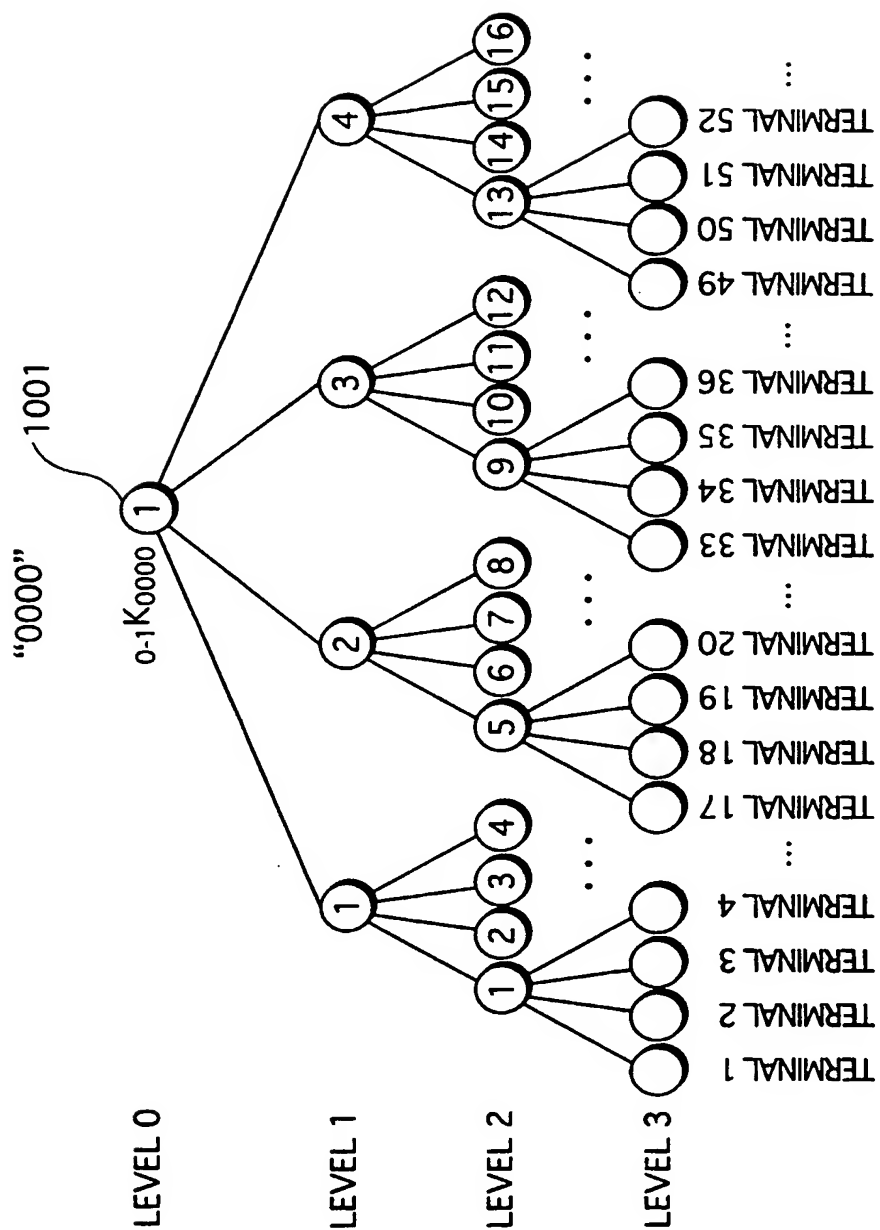 "0000"
1001
1
0-1K0000
LEVEL 0
LEVEL 1
1
2
3
4
LEVEL 2
1
2
3
4
5
6
7
8
9
10
11
12
13
14
15
16
...
...
...
...
LEVEL 3
TERMINAL 1
TERMINAL 2
TERMINAL 3
TERMINAL 4
...
TERMINAL 17
TERMINAL 18
TERMINAL 19
TERMINAL 20
...
TERMINAL 33
TERMINAL 34
TERMINAL 35
TERMINAL 36
...
TERMINAL 49
TERMINAL 50
TERMINAL 51
TERMINAL 52
...